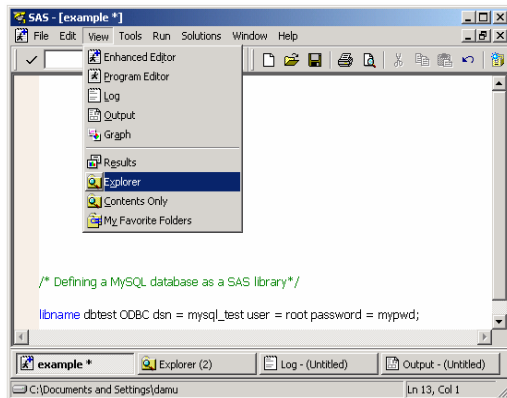 SAS - [example *]
File Edit View Tools Run Solutions Window Help
Enhanced Editor
Program Editor
Log
Output
Graph
Results
Explorer
Contents Only
My Favorite Folders
/* Defining a MySQL database as a SAS library*/
libname dbtest ODBC dsn = mysql_test user = root password = mypwd;
example * Explorer (2) Log - (Untitled) Output - (Untitled)
C:\Documents and Settings\damu Ln 13, Col 1